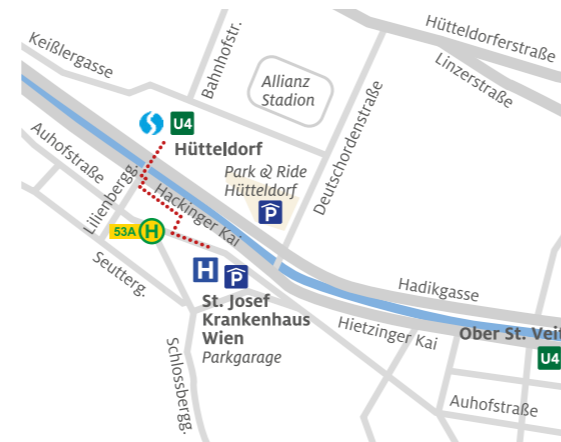 Hütteldorferstraße
Keißlergasse
Bahnhofstr.
Linzerstraße
Allianz
Stadion
Deutschordenstraße
Auhofstraße
U4
Hütteldorf
Park & Ride
Hütteldorf
P
Lilienbergg.
Hackinger Kai
53A H
Seutterg.
H P
St. Josef
Krankenhaus
Wien
Parkgarage
Hadikgasse
Hietzinger Kai
Ober St. Veit
U4
Schlossbergg.
Auhofstraße